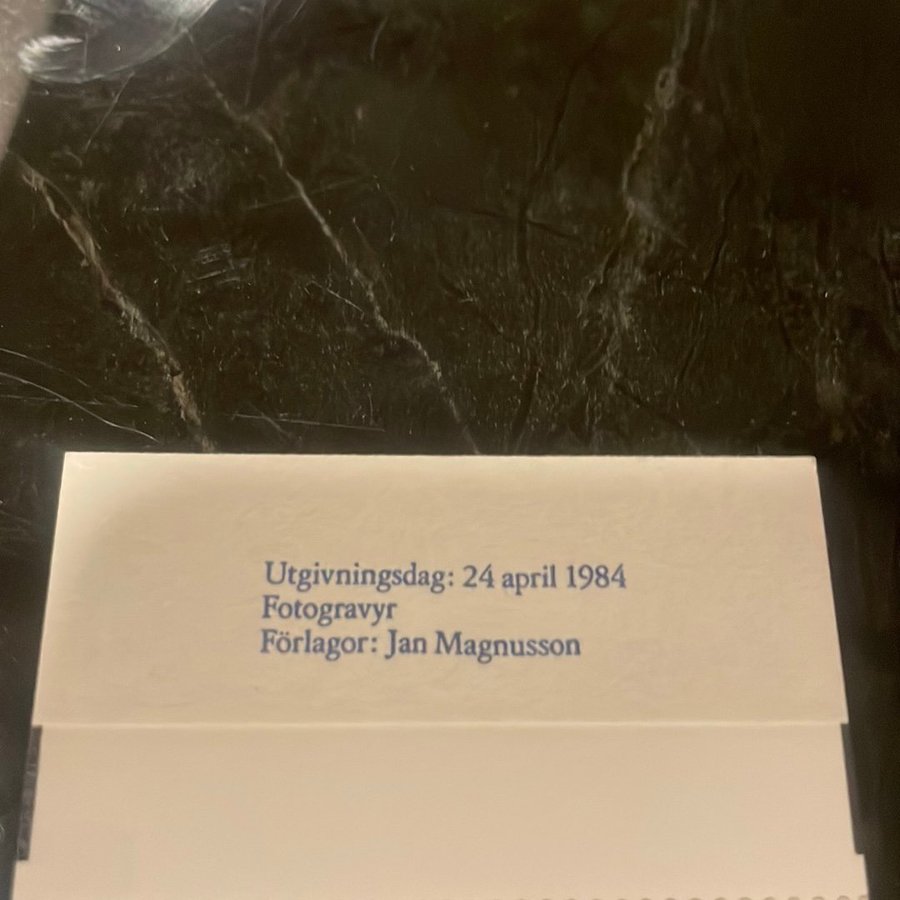 Utgivningsdag: 24 april 1984
Fotogravyr
Förlagor: Jan Magnusson